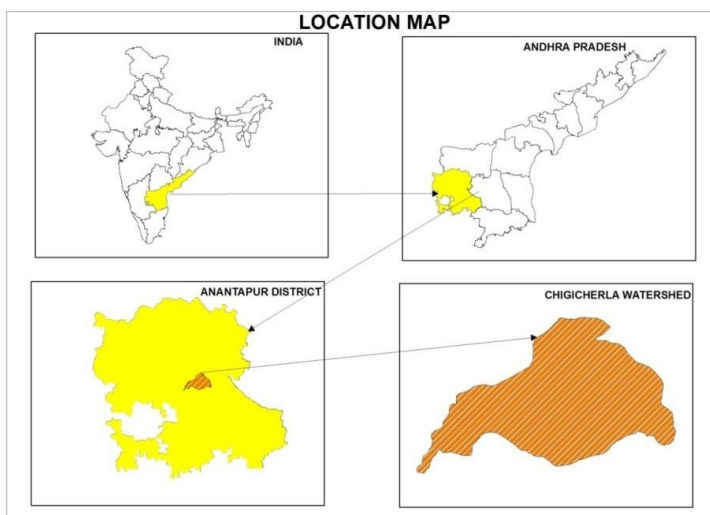 LOCATION MAP
INDIA
ANDHRA PRADESH
ANANTAPUR DISTRICT
CHIGICHERLA WATERSHED